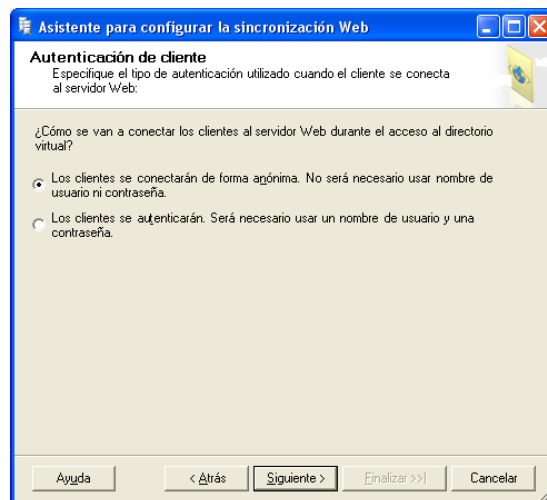 Asistente para configurar la sincronización Web
Autenticación de cliente
Especifique el tipo de autenticación utilizado cuando el cliente se conecta
al servidor Web:
¿Cómo se van a conectar los clientes al servidor Web durante el acceso al directorio
virtual?
Los clientes se conectarán de forma anónima. No será necesario usar nombre de
usuario ni contraseña.
Los clientes se autenticarán. Será necesario usar un nombre de usuario y una
contraseña.
Ayuda
< Atrás
Siguiente >
Finalizar >>|
Cancelar